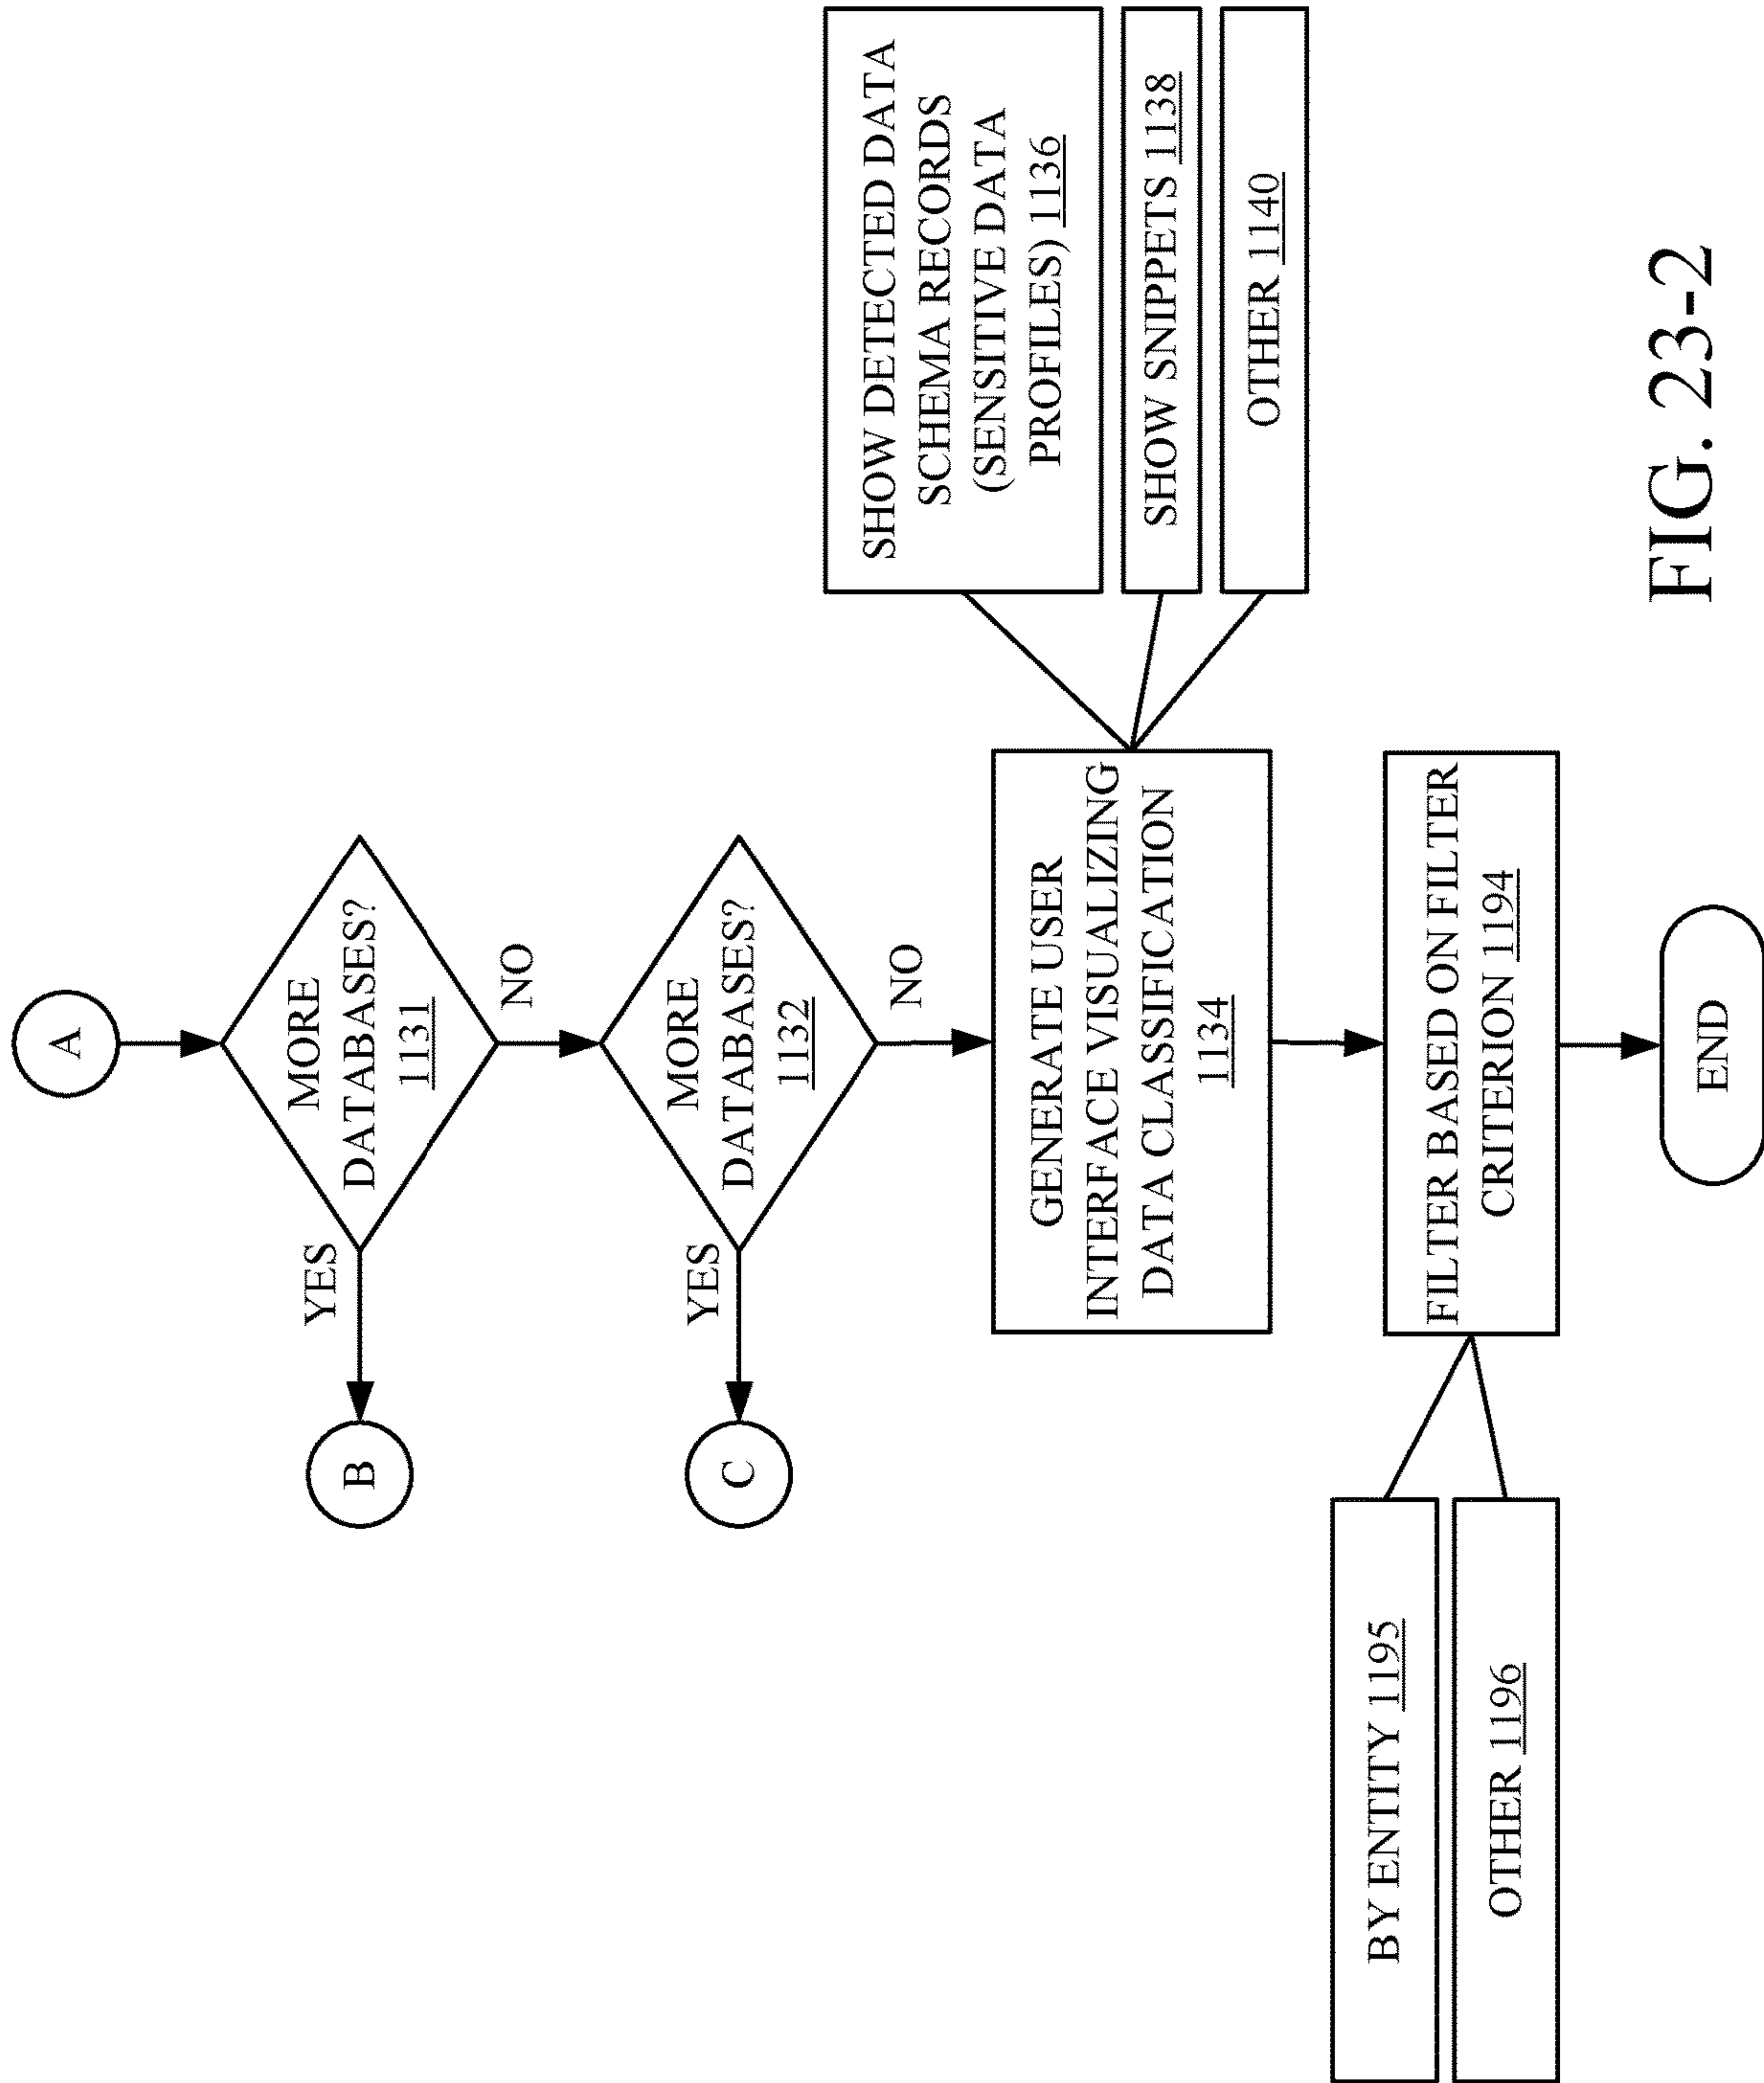 A
MORE
DATABASES?
1131
YES
NO
B
MORE
DATABASES?
1132
YES
NO
C
GENERATE USER
INTERFACE VISUALIZING
DATA CLASSIFICATION
1134
SHOW DETECTED DATA
SCHEMA RECORDS
(SENSITIVE DATA
PROFILES) 1136
SHOW SNIPPETS 1138
OTHER 1140
FILTER BASED ON FILTER
CRITERION 1194
BY ENTITY 1195
OTHER 1196
END
FIG. 23-2